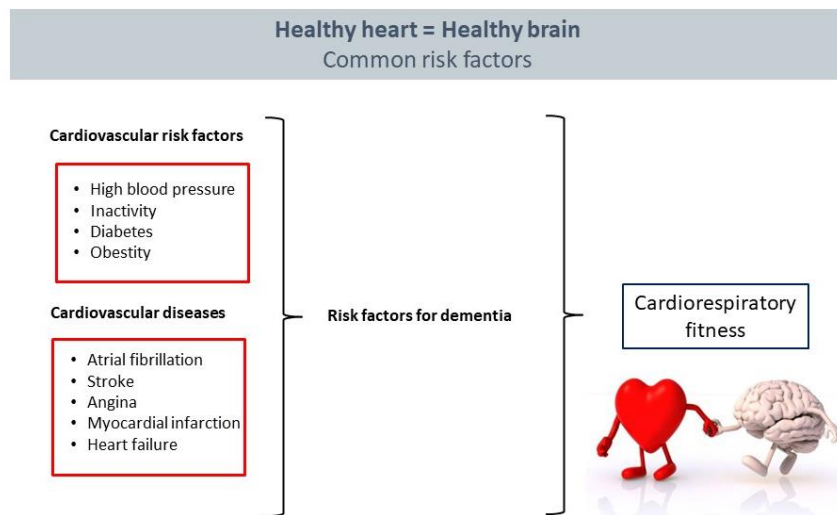 Healthy heart = Healthy brain
Common risk factors
Cardiovascular risk factors
• High blood pressure
• Inactivity
• Diabetes
• Obestity
Cardiovascular diseases
• Atrial fibrillation
• Stroke
• Angina
• Myocardial infarction
• Heart failure
Risk factors for dementia
Cardiorespiratory
fitness